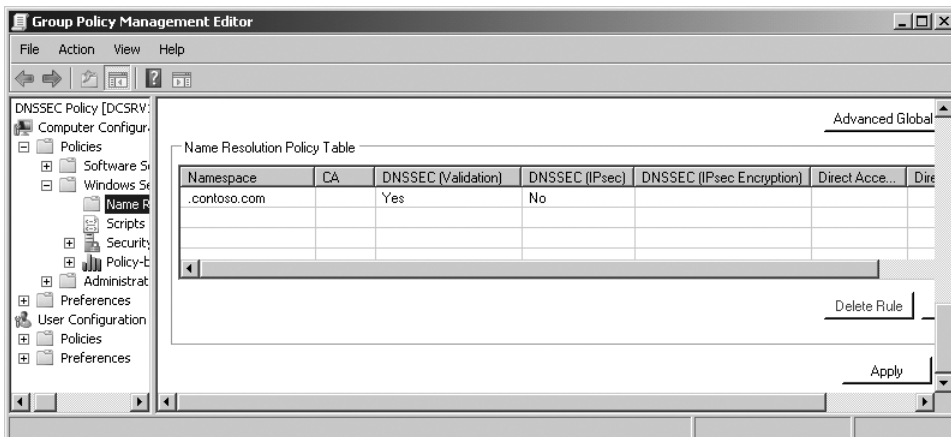 Group Policy Management Editor
File Action View Help
DNSSEC Policy [DCSRV
Computer Configur
Policies
Software S
Windows Se
Name R
Scripts
Security
Policy-b
Administrat
Preferences
User Configuration
Policies
Preferences
Advanced Global
Name Resolution Policy Table
Namespace CA DNSSEC (Validation) DNSSEC (IPsec) DNSSEC (IPsec Encryption) Direct Acce... Dire
.contoso.com Yes No
Delete Rule
Apply